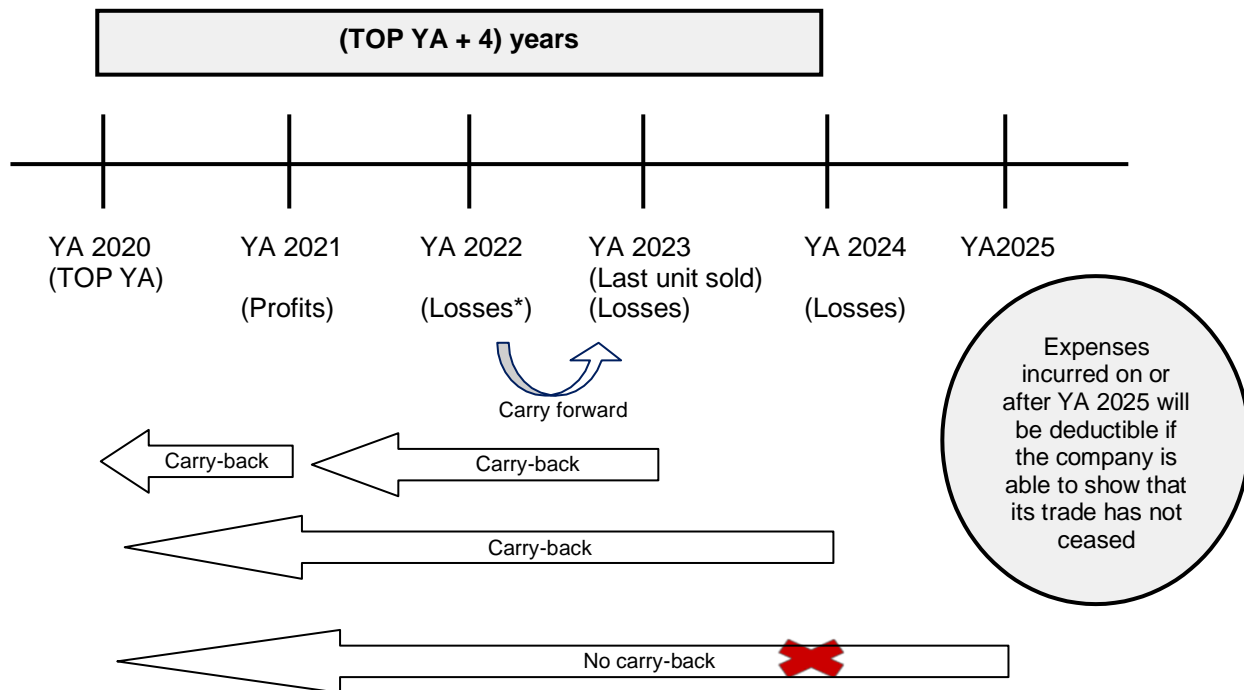 (TOP YA + 4) years
YA 2020
(TOP YA)
YA 2021
(Profits)
YA 2022
(Losses*)
YA 2023
(Last unit sold)
(Losses)
YA 2024
(Losses)
YA2025
Carry forward
Carry-back
Carry-back
Carry-back
No carry-back
Expenses
incurred on or
after YA 2025 will
be deductible if
the company is
able to show that
its trade has not
ceased